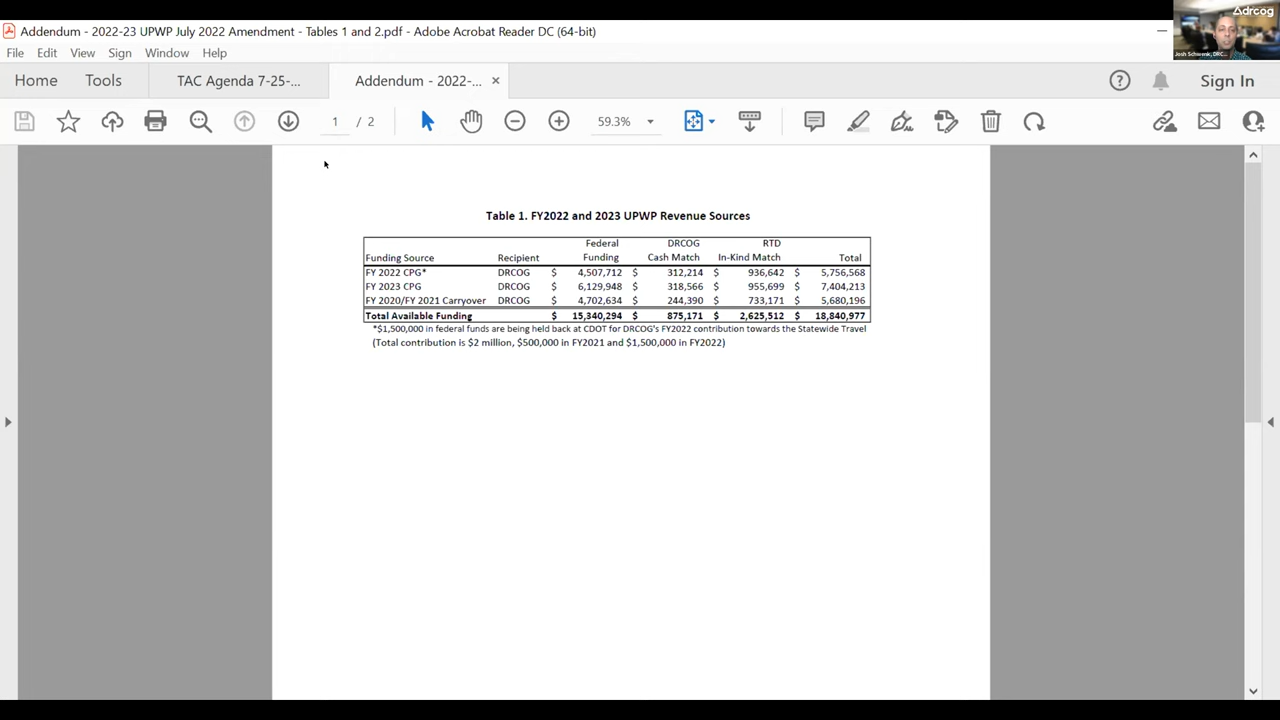 Addendum - 2022-23 UPWP July 2022 Amendment - Tables 1 and 2.pdf - Adobe Acrobat Reader DC (64-bit)
drcog
Josh Schwenk, DRC...
File Edit View Sign Window Help
Home Tools TAC Agenda 7-25-... Addendum - 2022-... × Sign In
1 / 2 59.3%
Table 1. FY2022 and 2023 UPWP Revenue Sources
Federal DRCOG RTD
Funding Source Recipient Funding Cash Match In-Kind Match Total
FY 2022 CPG* DRCOG $ 4,507,712 $ 312,214 $ 936,642 $ 5,756,568
FY 2023 CPG DRCOG $ 6,129,948 $ 318,566 $ 955,699 $ 7,404,213
FY 2020/FY 2021 Carryover DRCOG $ 4,702,634 $ 244,390 $ 733,171 $ 5,680,196
Total Available Funding $ 15,340,294 $ 875,171 $ 2,625,512 $ 18,840,977
*$1,500,000 in federal funds are being held back at CDOT for DRCOG's FY2022 contribution towards the Statewide Travel
(Total contribution is $2 million, $500,000 in FY2021 and $1,500,000 in FY2022)